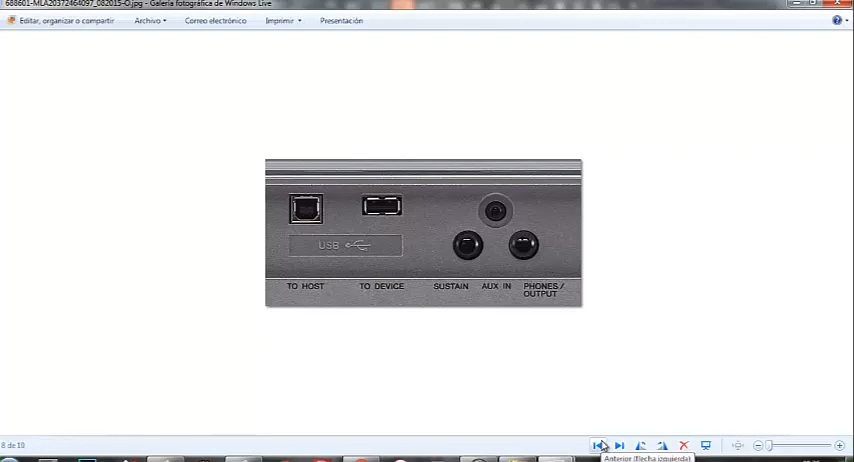 688601-MLA20372464097_082015-O.jpg - Galería fotográfica de Windows Live
Editar, organizar o compartir Archivo Correo electrónico Imprimir Presentación
USB
TO HOST TO DEVICE SUSTAIN AUX IN PHONES /
OUTPUT
8 de 10
Anterior (flecha izquierda)